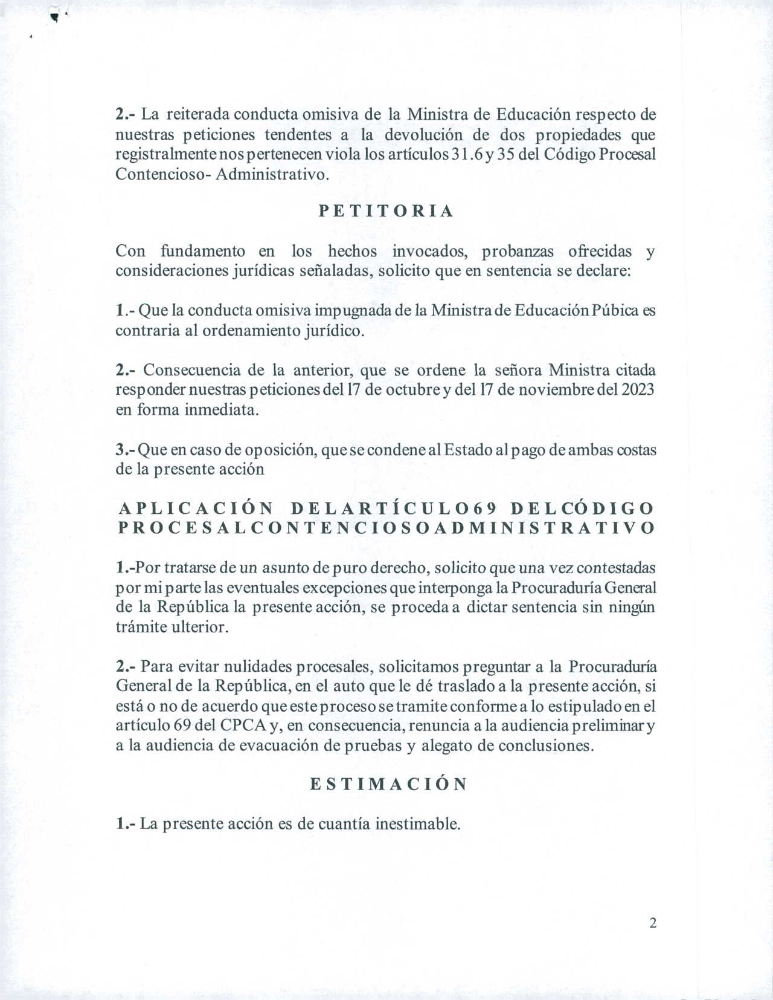 2.- La reiterada conducta omisiva de la Ministra de Educación respecto de
nuestras peticiones tendentes a la devolución de dos propiedades que
registralmente nos pertenecen viola los artículos 31.6 y 35 del Código Procesal
Contencioso- Administrativo.
P E T I T O R I A
Con fundamento en los hechos invocados, probanzas ofrecidas y
consideraciones jurídicas señaladas, solicito que en sentencia se declare:
1.- Que la conducta omisiva impugnada de la Ministra de Educación Púbica es
contraria al ordenamiento jurídico.
2.- Consecuencia de la anterior, que se ordene la señora Ministra citada
responder nuestras peticiones del 17 de octubre y del 17 de noviembre del 2023
en forma inmediata.
3.- Que en caso de oposición, que se condene al Estado al pago de ambas costas
de la presente acción
A P L I C A C I Ó N D E L A R T Í C U L O 6 9 D E L C Ó D I G O
P R O C E S A L C O N T E N C I O S O A D M I N I S T R A T I V O
1.-Por tratarse de un asunto de puro derecho, solicito que una vez contestadas
por mi parte las eventuales excepciones que interponga la Procuraduría General
de la República la presente acción, se proceda a dictar sentencia sin ningún
trámite ulterior.
2.- Para evitar nulidades procesales, solicitamos preguntar a la Procuraduría
General de la República, en el auto que le dé traslado a la presente acción, si
está o no de acuerdo que este proceso se tramite conforme a lo estipulado en el
artículo 69 del CPCA y, en consecuencia, renuncia a la audiencia preliminar y
a la audiencia de evacuación de pruebas y alegato de conclusiones.
E S T I M A C I Ó N
1.- La presente acción es de cuantía inestimable.
2